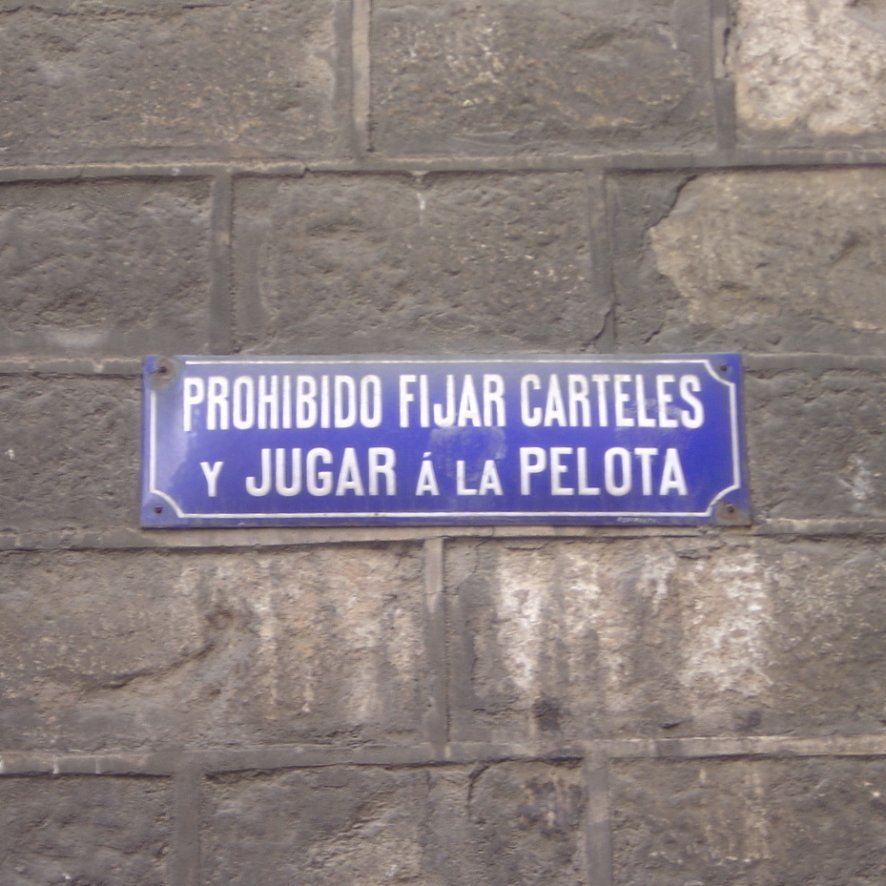 PROHIBIDO FIJAR CARTELES
Y JUGAR Á LA PELOTA